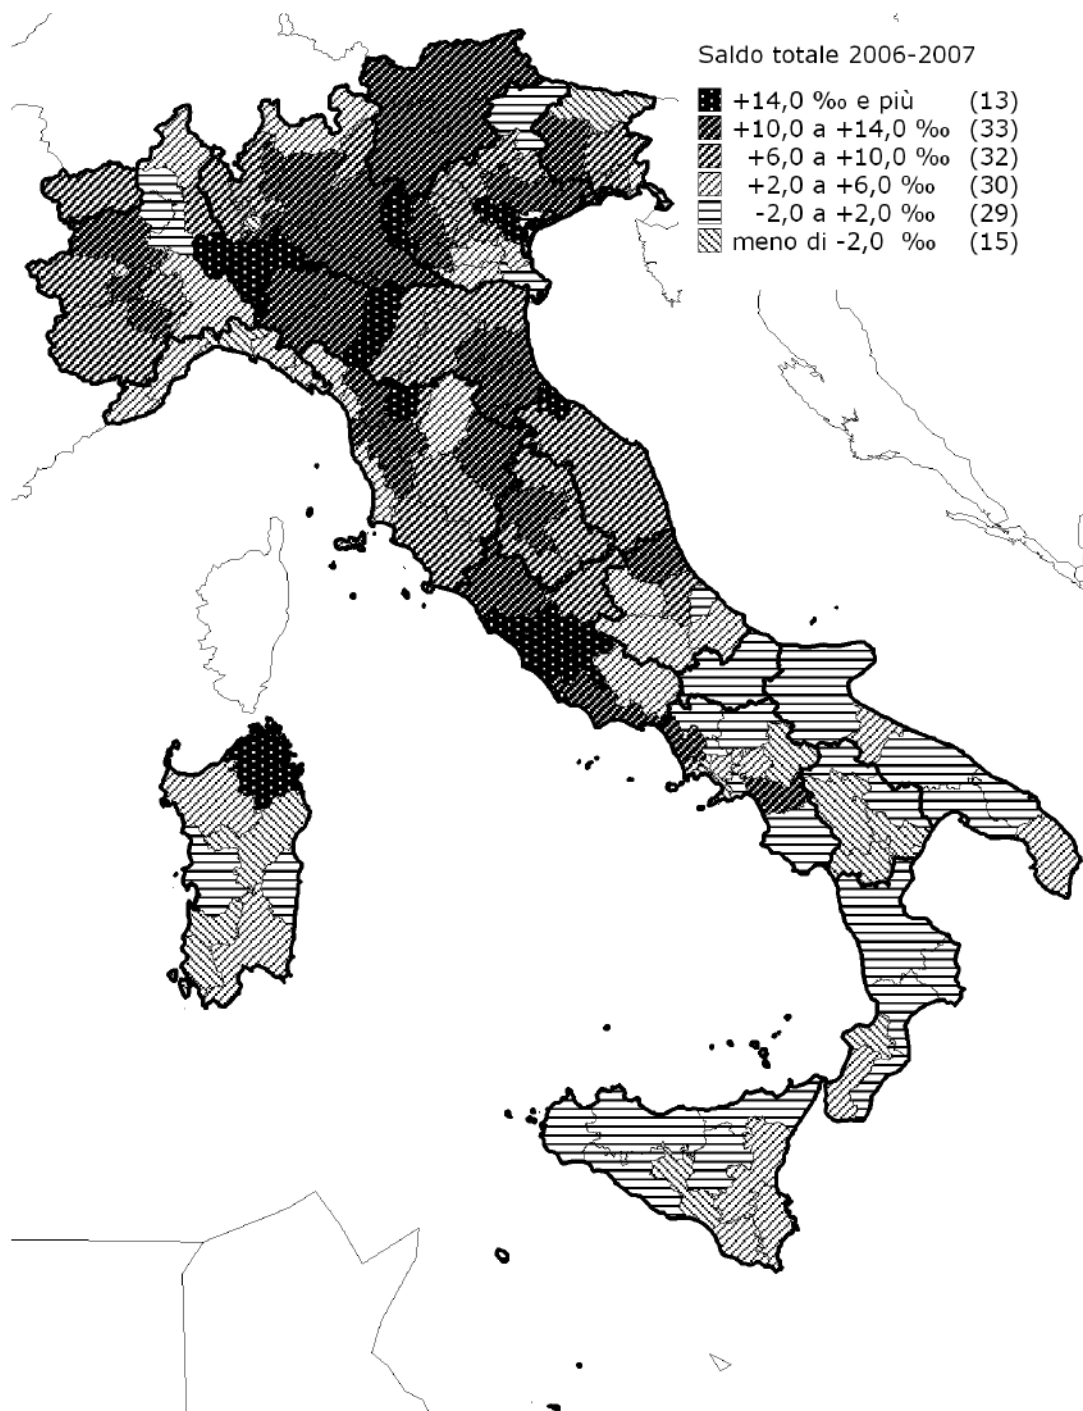 Saldo totale 2006-2007
+14,0 ‰ e più (13)
+10,0 a +14,0 ‰ (33)
+6,0 a +10,0 ‰ (32)
+2,0 a +6,0 ‰ (30)
-2,0 a +2,0 ‰ (29)
meno di -2,0 ‰ (15)